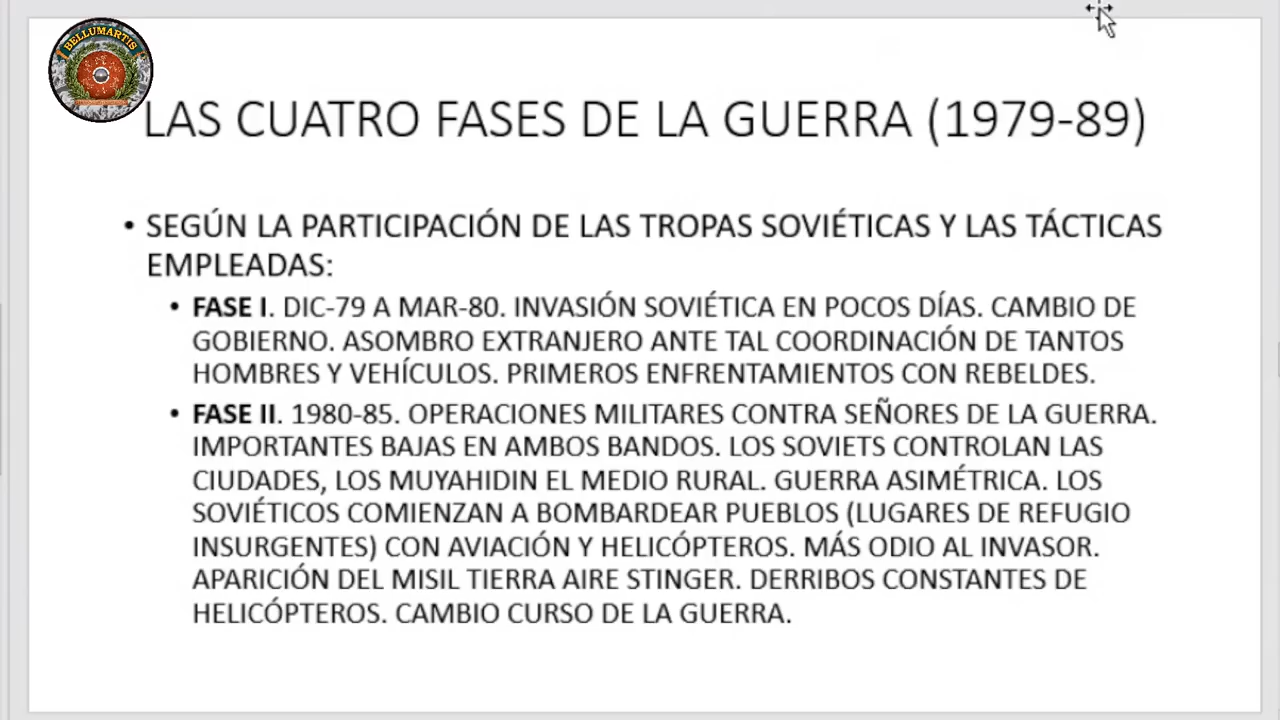 BELLUMARTIS
LAS CUATRO FASES DE LA GUERRA (1979-89)
• SEGÚN LA PARTICIPACIÓN DE LAS TROPAS SOVIÉTICAS Y LAS TÁCTICAS
EMPLEADAS:
• FASE I. DIC-79 A MAR-80. INVASIÓN SOVIÉTICA EN POCOS DÍAS. CAMBIO DE
GOBIERNO. ASOMBRO EXTRANJERO ANTE TAL COORDINACIÓN DE TANTOS
HOMBRES Y VEHÍCULOS. PRIMEROS ENFRENTAMIENTOS CON REBELDES.
• FASE II. 1980-85. OPERACIONES MILITARES CONTRA SEÑORES DE LA GUERRA.
IMPORTANTES BAJAS EN AMBOS BANDOS. LOS SOVIETS CONTROLAN LAS
CIUDADES, LOS MUYAHIDIN EL MEDIO RURAL. GUERRA ASIMÉTRICA. LOS
SOVIÉTICOS COMIENZAN A BOMBARDEAR PUEBLOS (LUGARES DE REFUGIO
INSURGENTES) CON AVIACIÓN Y HELICÓPTEROS. MÁS ODIO AL INVASOR.
APARICIÓN DEL MISIL TIERRA AIRE STINGER. DERRIBOS CONSTANTES DE
HELICÓPTEROS. CAMBIO CURSO DE LA GUERRA.